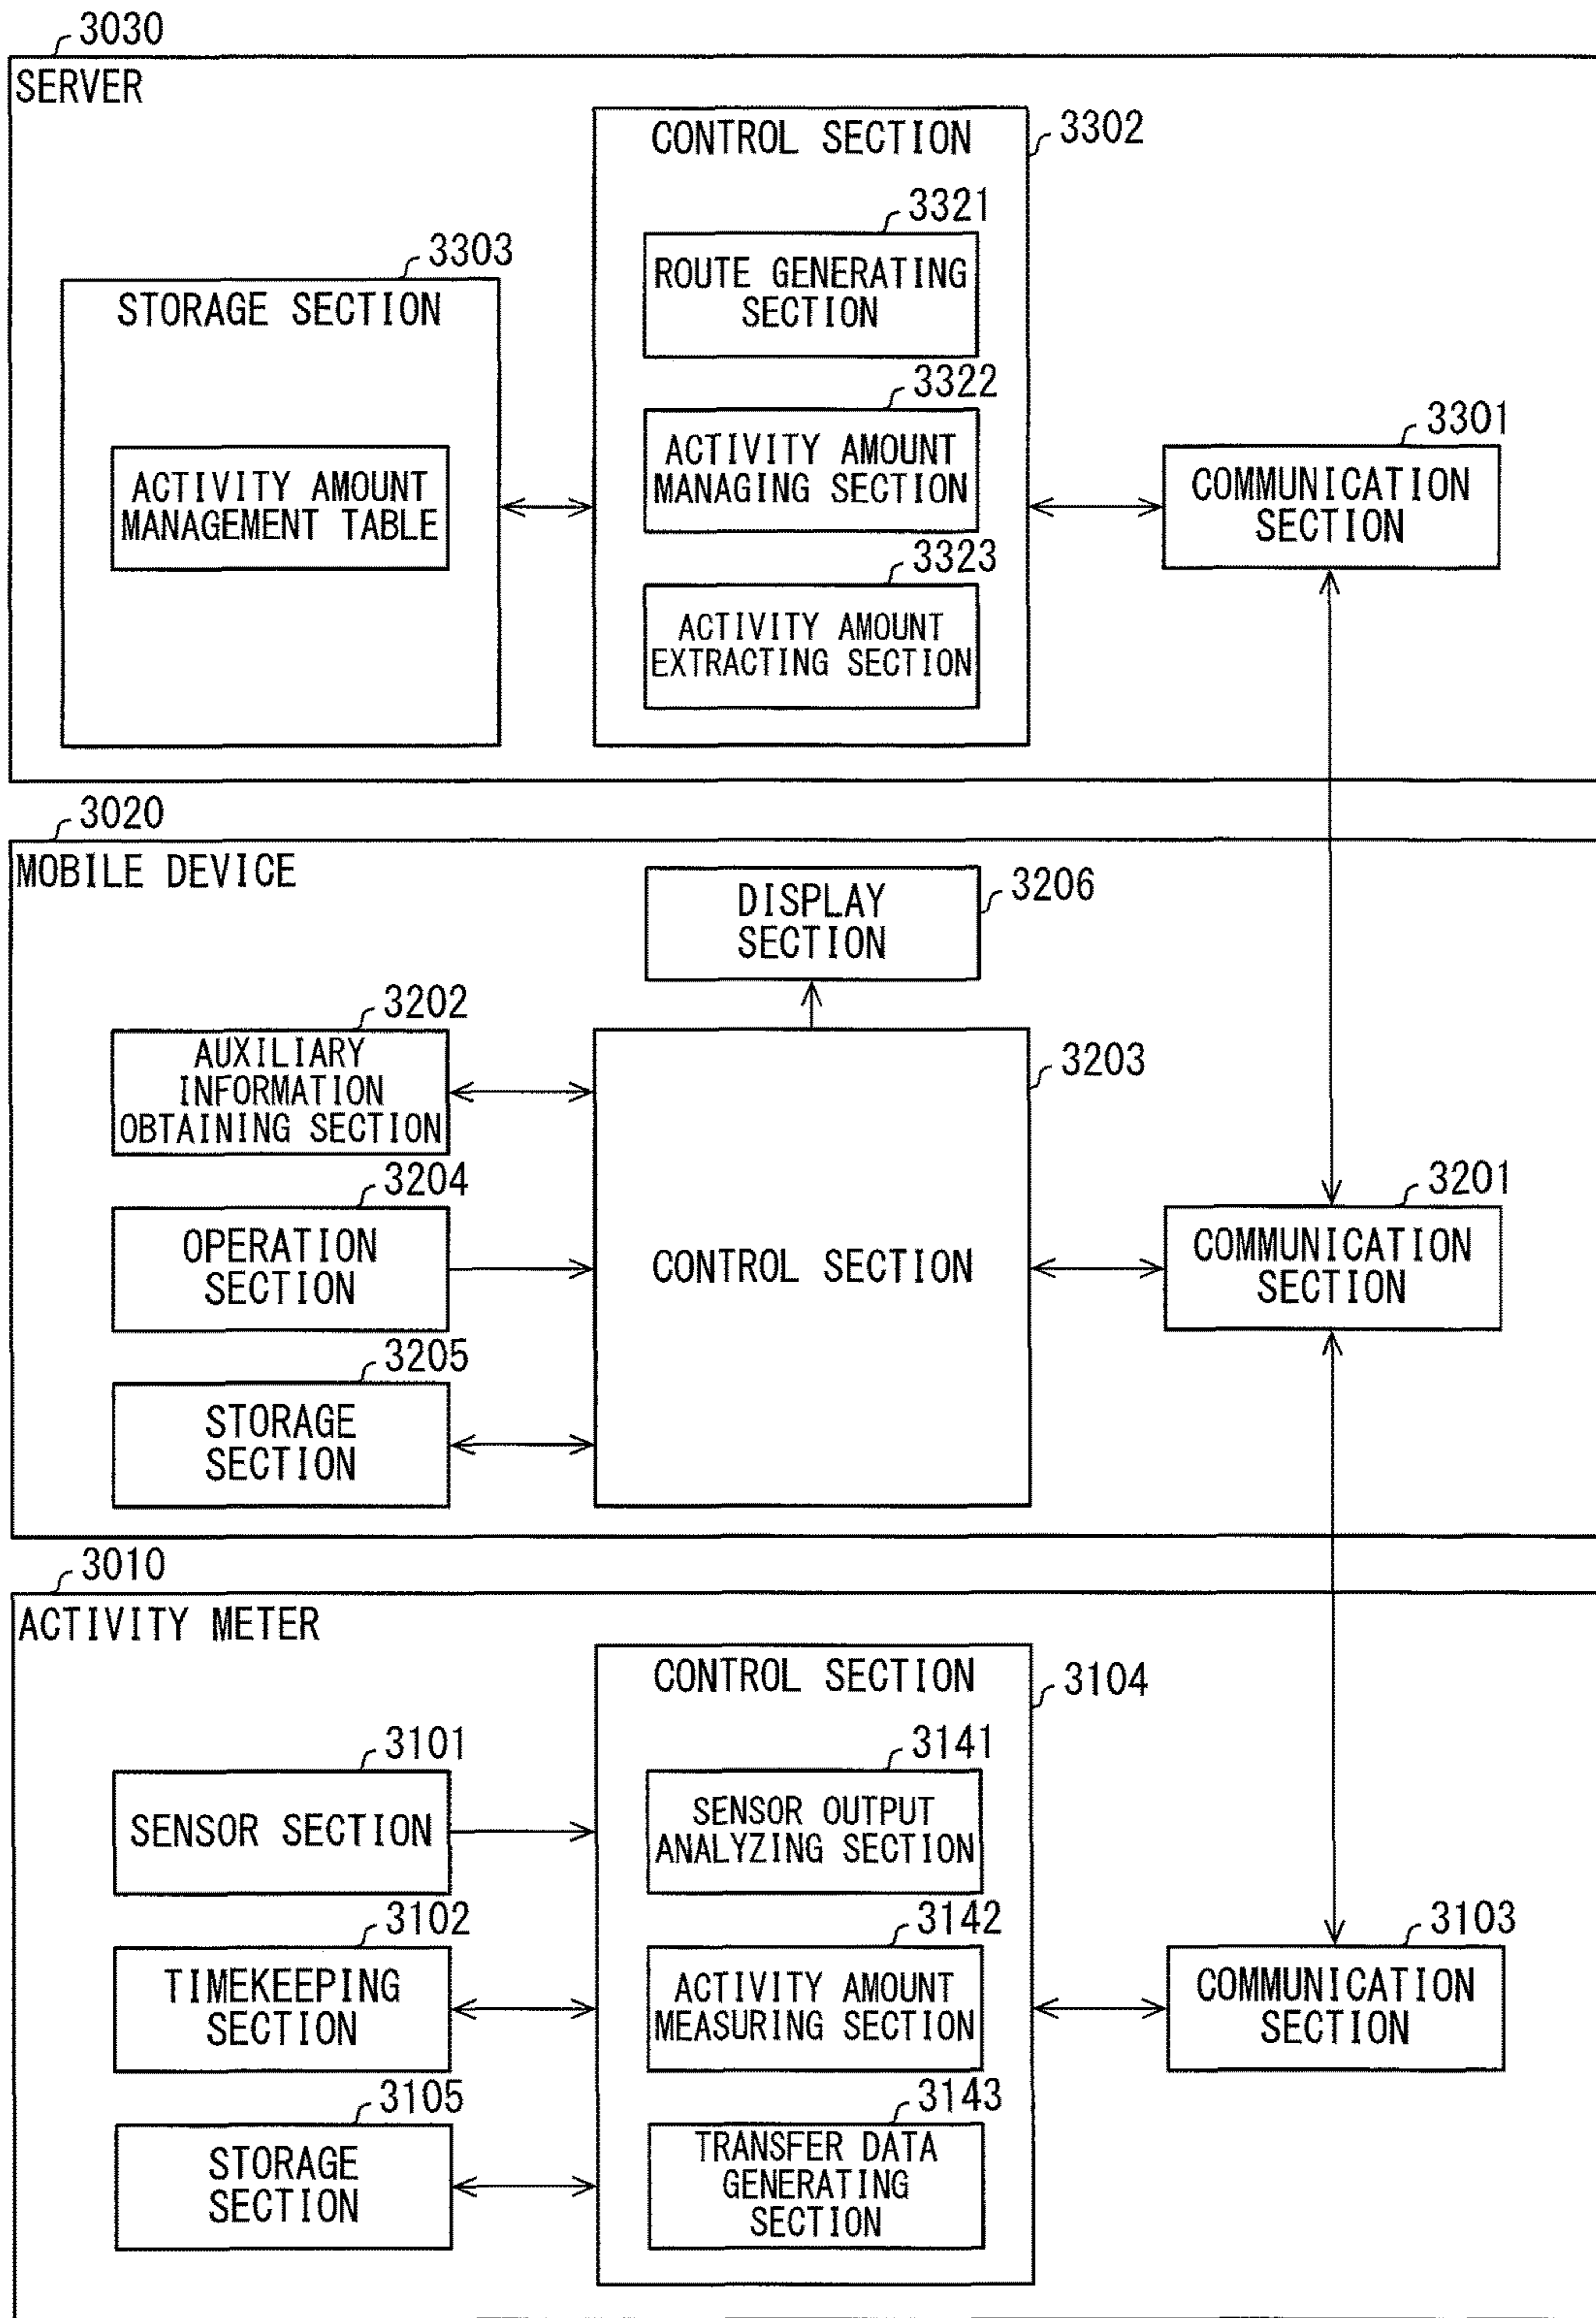 3030
SERVER
CONTROL SECTION
3302
3321
ROUTE GENERATING
SECTION
3303
STORAGE SECTION
3322
ACTIVITY AMOUNT
MANAGING SECTION
3301
COMMUNICATION
SECTION
ACTIVITY AMOUNT
MANAGEMENT TABLE
3323
ACTIVITY AMOUNT
EXTRACTING SECTION
3020
MOBILE DEVICE
DISPLAY
SECTION
3206
3202
AUXILIARY
INFORMATION
OBTAINING SECTION
3203
3204
OPERATION
SECTION
CONTROL SECTION
3201
COMMUNICATION
SECTION
3205
STORAGE
SECTION
3010
ACTIVITY METER
CONTROL SECTION
3104
3101
SENSOR SECTION
3141
SENSOR OUTPUT
ANALYZING SECTION
3102
TIMEKEEPING
SECTION
3142
ACTIVITY AMOUNT
MEASURING SECTION
3103
COMMUNICATION
SECTION
3105
STORAGE
SECTION
3143
TRANSFER DATA
GENERATING
SECTION